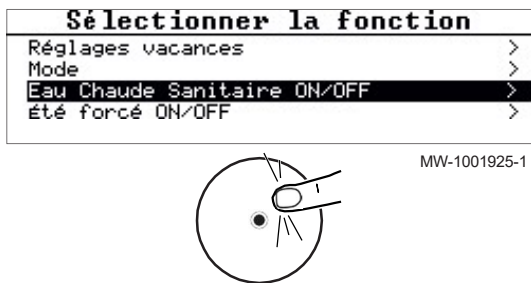 Sélectionner la fonction
Réglages vacances >
Mode >
Eau Chaude Sanitaire ON/OFF >
Été forcé ON/OFF >
MW-1001925-1